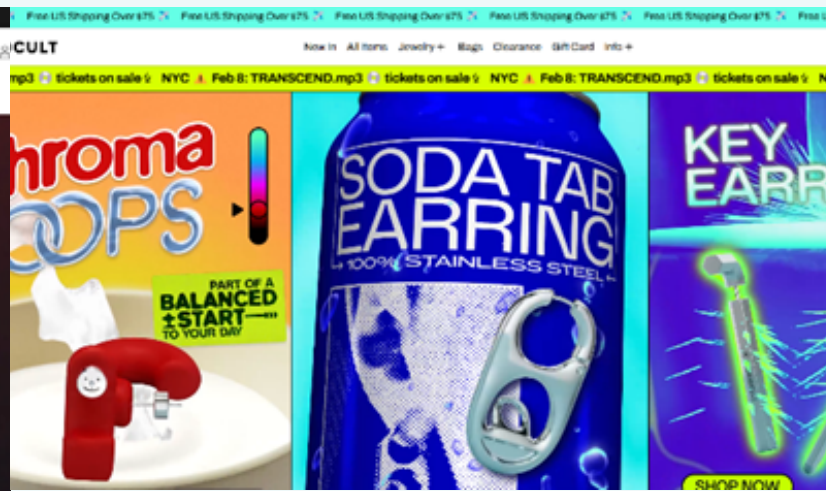 Free US Shipping Over $75 Free US Shipping Over $75 Free US Shipping Over $75 Free US Shipping Over $75 Free US Shipping Over $75 Free U
CULT
New In All Items Jewelry + Bags Clearance Gift Card Info +
mp3 tickets on sale NYC ⚠ Feb 8: TRANSCEND.mp3 tickets on sale NYC ⚠ Feb 8: TRANSCEND.mp3 tickets on sale N
hroma
OOPS
PART OF A
BALANCED
START
TO YOUR DAY
SODA TAB
EARRING
100% STAINLESS STEEL
KEY
EARR
SHOP NOW